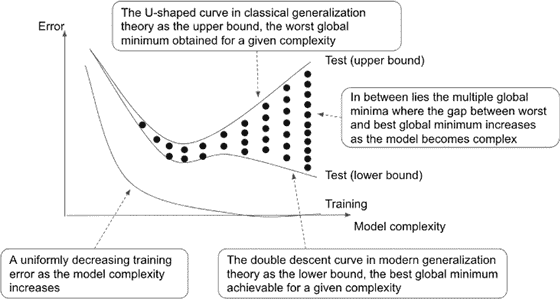 Error
The U-shaped curve in classical generalization
theory as the upper bound, the worst global
minimum obtained for a given complexity
Test (upper bound)
In between lies the multiple global
minima where the gap between worst
and best global minimum increases
as the model becomes complex
Test (lower bound)
Training
Model complexity
A uniformly decreasing training
error as the model complexity
increases
The double descent curve in modern generalization
theory as the lower bound, the best global minimum
achievable for a given complexity